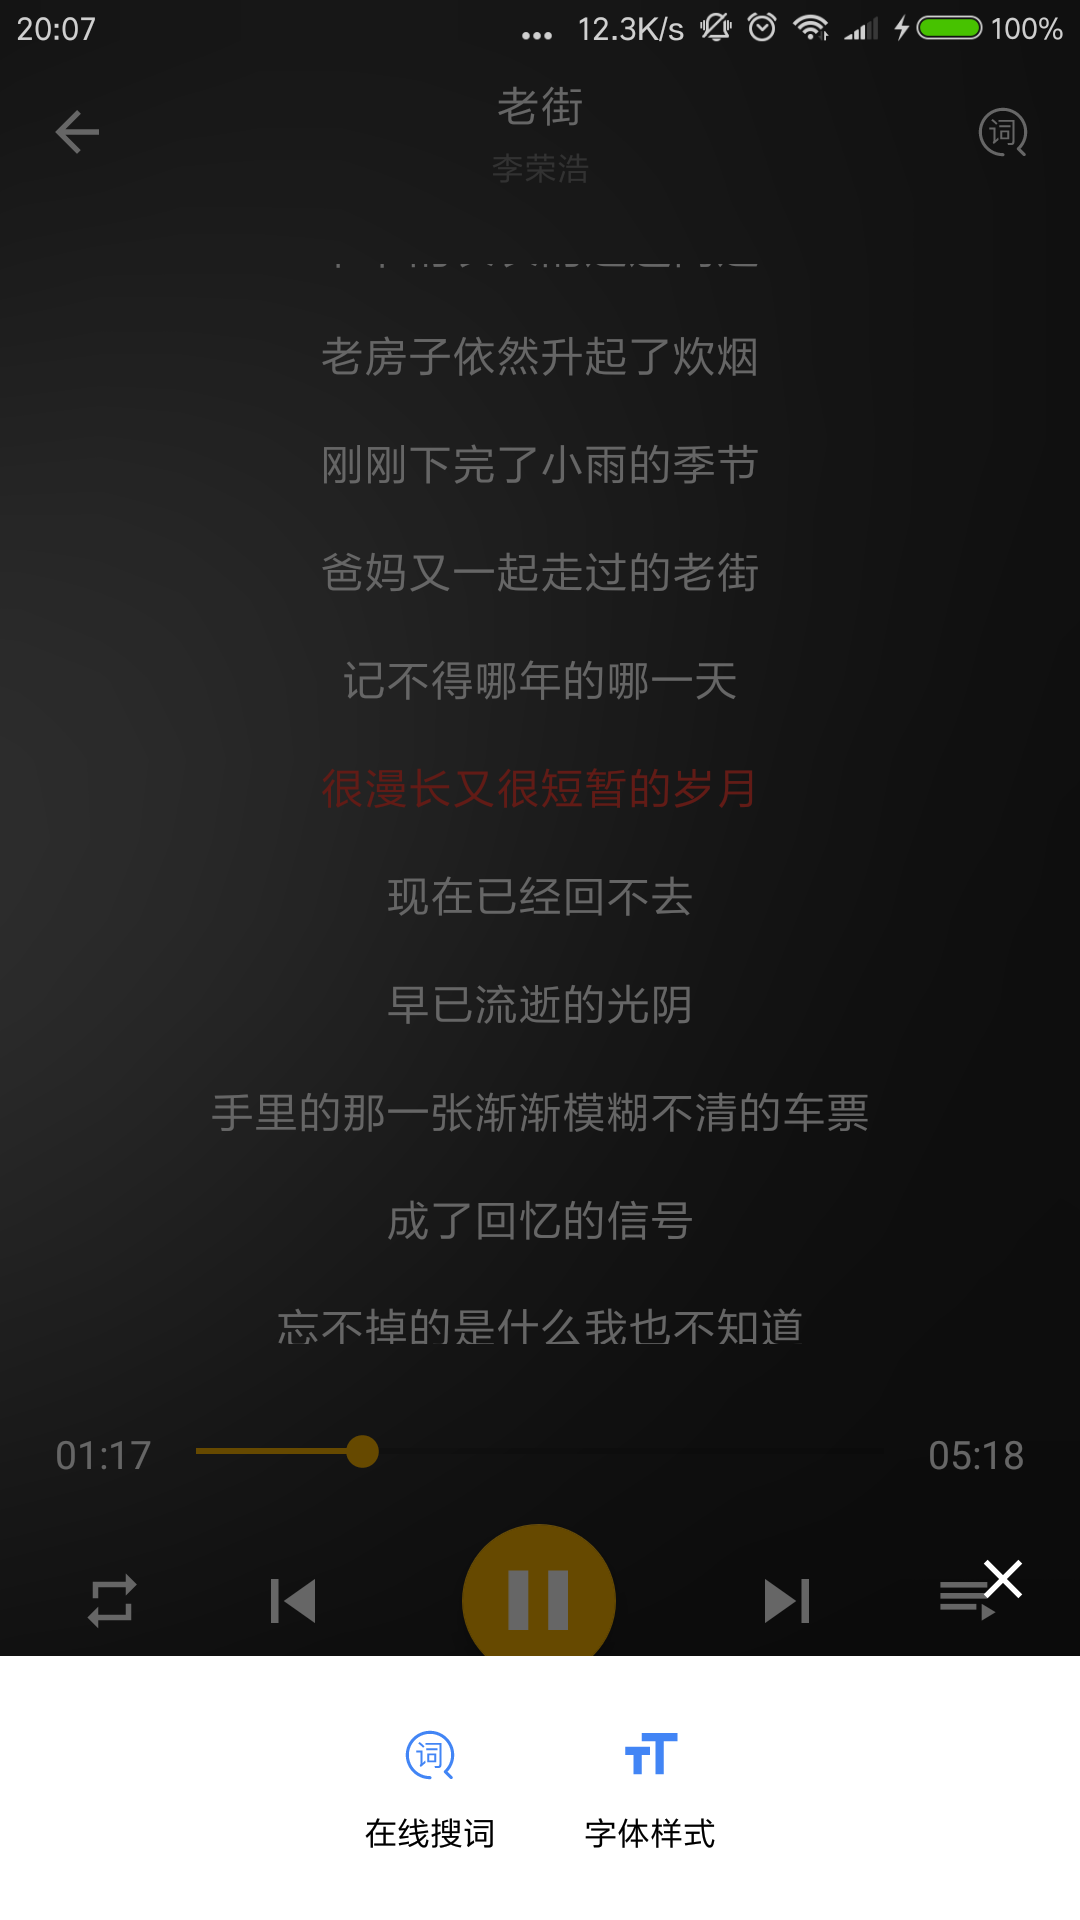 20:07
... 12.3K/s 100%
老街
词
李荣浩
老房子依然升起了炊烟
刚刚下完了小雨的季节
爸妈又一起走过的老街
记不得哪年的哪一天
很漫长又很短暂的岁月
现在已经回不去
早已流逝的光阴
手里的那一张渐渐模糊不清的车票
成了回忆的信号
忘不掉的是什么我也不知道
01:17
05:18
词
TT
在线搜词
字体样式